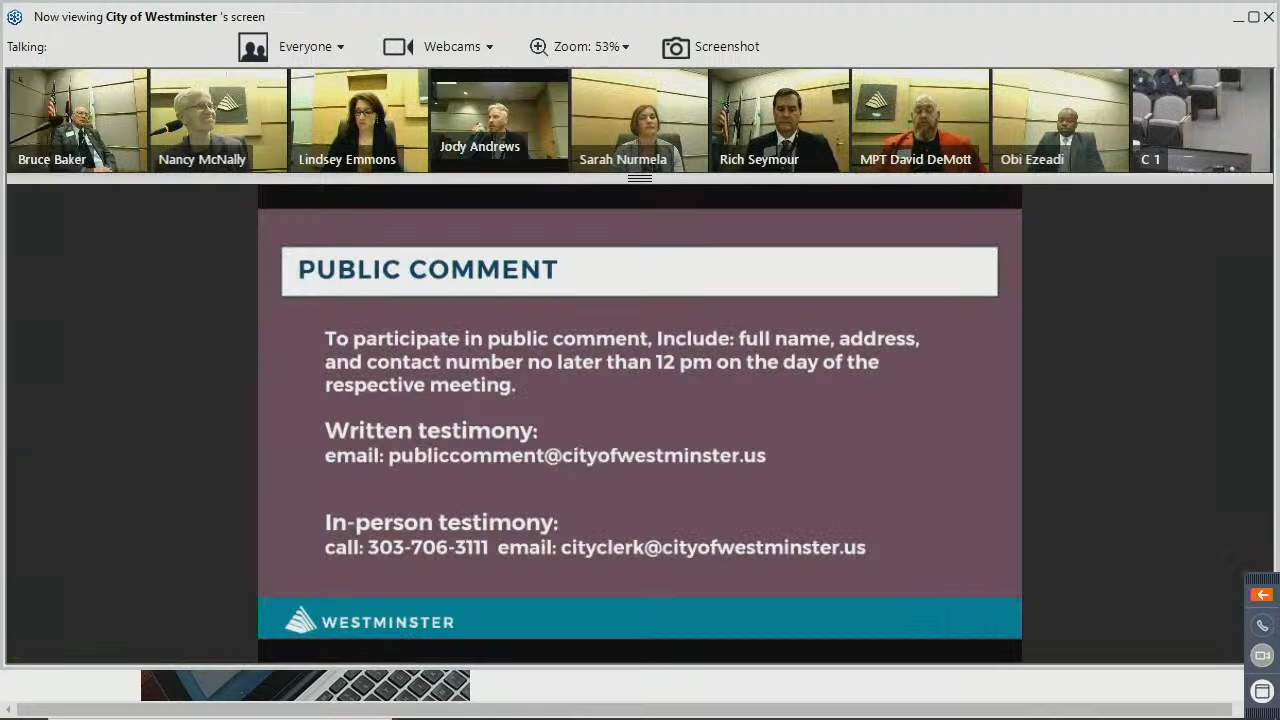 Now viewing City of Westminster 's screen
Talking:
Everyone
Webcams
Zoom: 53%
Screenshot
Bruce Baker
Nancy McNally
Lindsey Emmons
Jody Andrews
Sarah Nurmela
Rich Seymour
MPT David DeMott
Obi Ezeadi
C 1
PUBLIC COMMENT
To participate in public comment, Include: full name, address,
and contact number no later than 12 pm on the day of the
respective meeting.
Written testimony:
email: publiccomment@cityofwestminster.us
In-person testimony:
call: 303-706-3111 email: cityclerk@cityofwestminster.us
WESTMINSTER